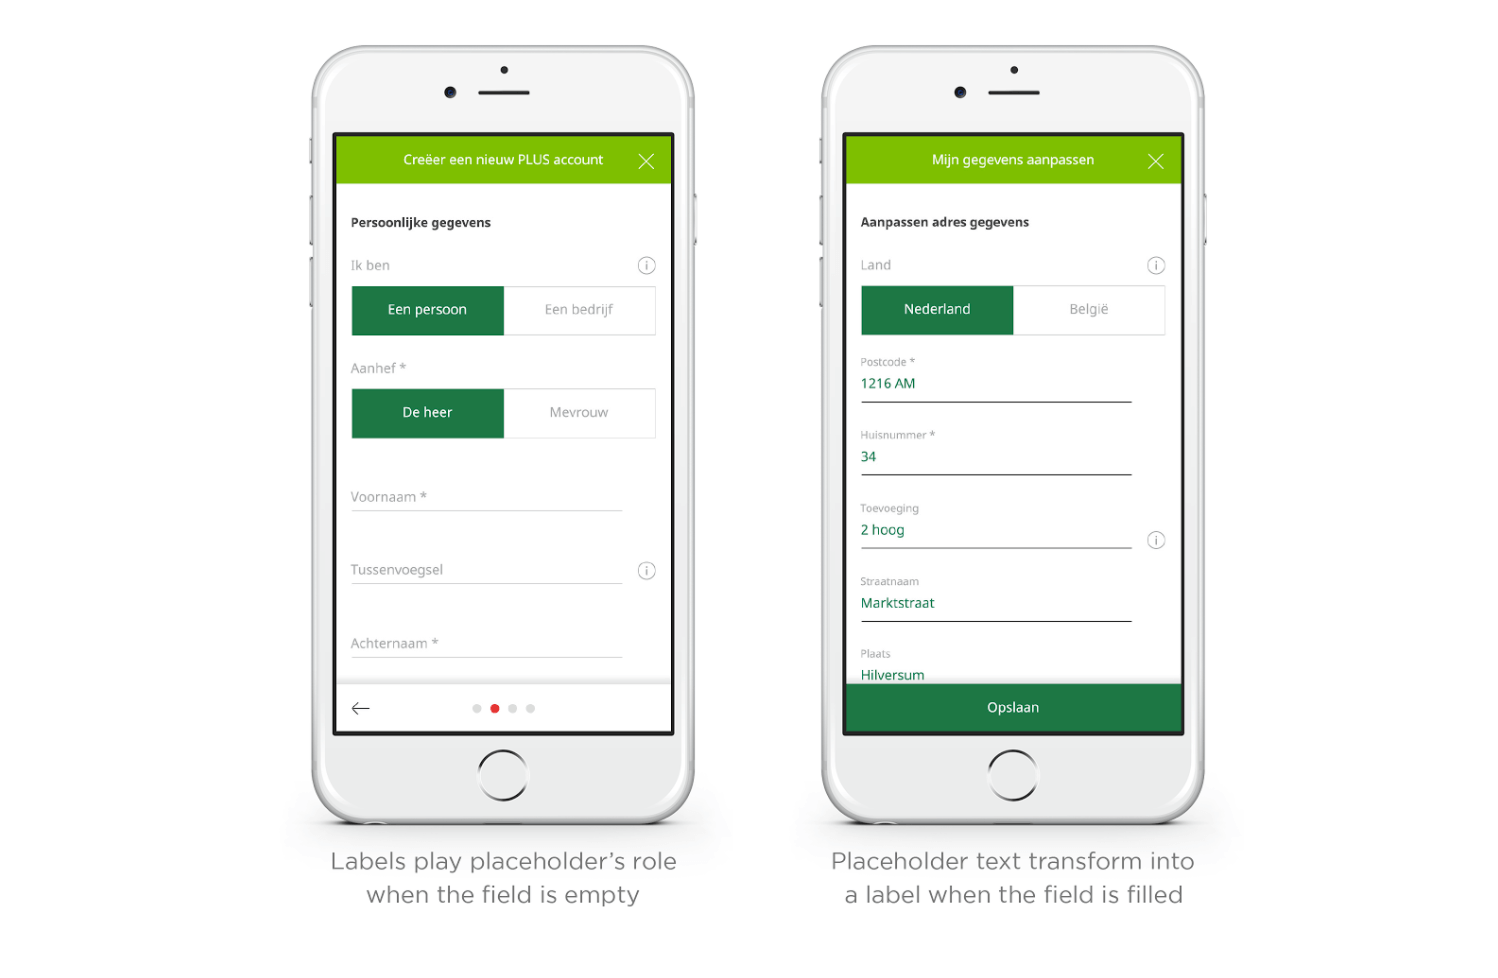 Creëer een nieuw PLUS account
Persoonlijke gegevens
Ik ben
Een persoon
Een bedrijf
Aanhef *
De heer
Mevrouw
Voornaam *
Tussenvoegsel
Achternaam *
Labels play placeholder’s role
when the field is empty
Mijn gegevens aanpassen
Aanpassen adres gegevens
Land
Nederland
België
Postcode *
1216 AM
Huisnummer *
34
Toevoeging
2 hoog
Straatnaam
Marktstraat
Plaats
Hilversum
Opslaan
Placeholder text transform into
a label when the field is filled